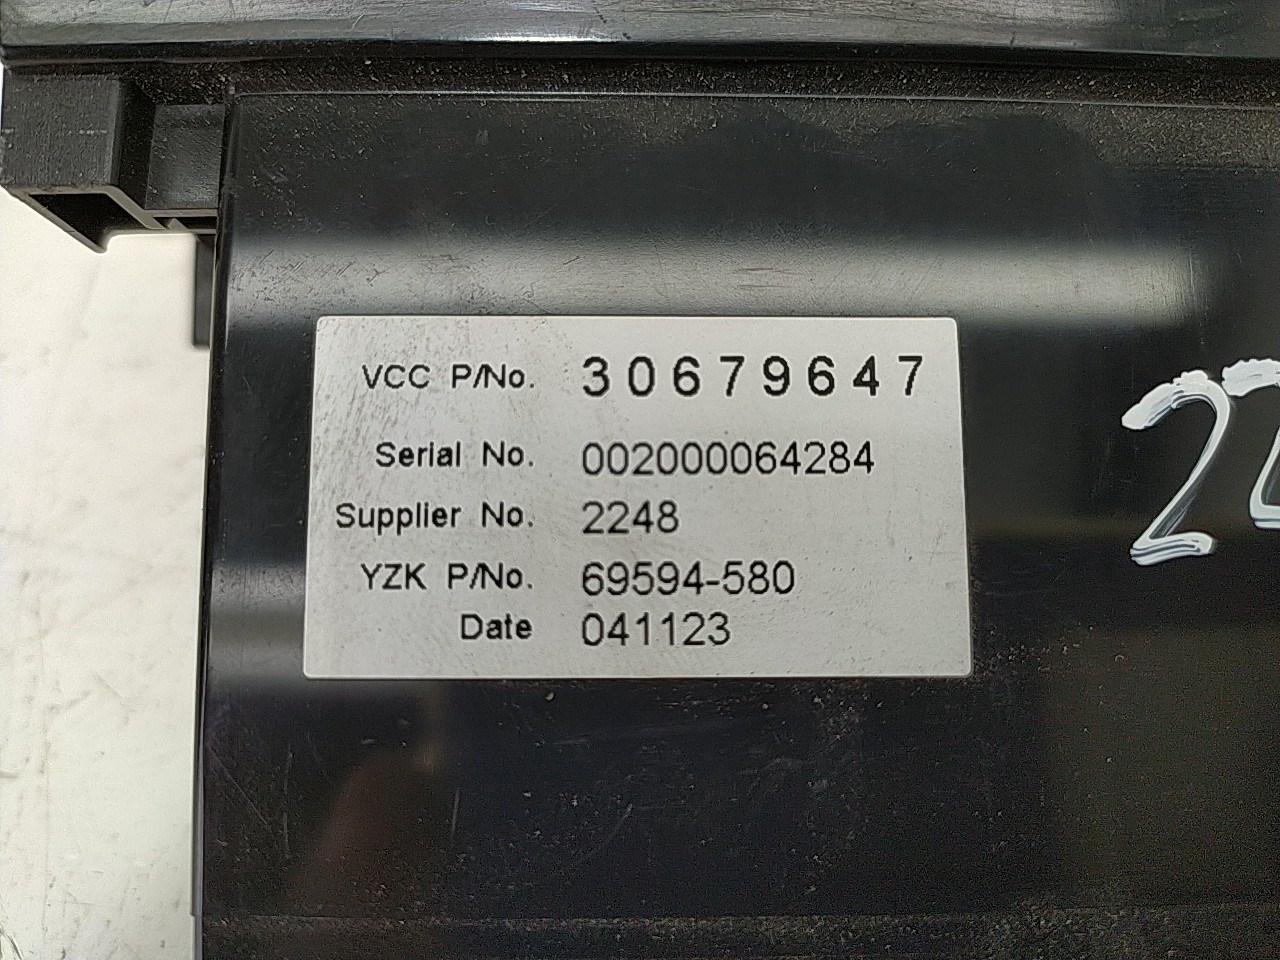 VCC P/No. 30679647
Serial No. 002000064284
Supplier No. 2248
YZK P/No. 69594-580
Date 041123